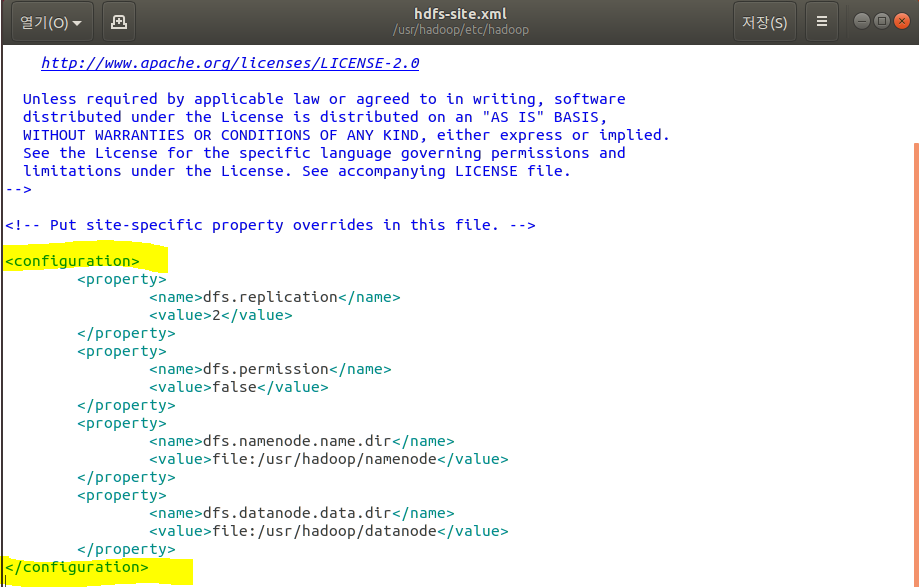 열기(O)
hdfs-site.xml
/usr/hadoop/etc/hadoop
저장(S)
http://www.apache.org/licenses/LICENSE-2.0
Unless required by applicable law or agreed to in writing, software
distributed under the License is distributed on an "AS IS" BASIS,
WITHOUT WARRANTIES OR CONDITIONS OF ANY KIND, either express or implied.
See the License for the specific language governing permissions and
limitations under the License. See accompanying LICENSE file.
-->
<!-- Put site-specific property overrides in this file. -->
<configuration>
<property>
<name>dfs.replication</name>
<value>2</value>
</property>
<property>
<name>dfs.permission</name>
<value>false</value>
</property>
<property>
<name>dfs.namenode.name.dir</name>
<value>file:/usr/hadoop/namenode</value>
</property>
<property>
<name>dfs.datanode.data.dir</name>
<value>file:/usr/hadoop/datanode</value>
</property>
</configuration>